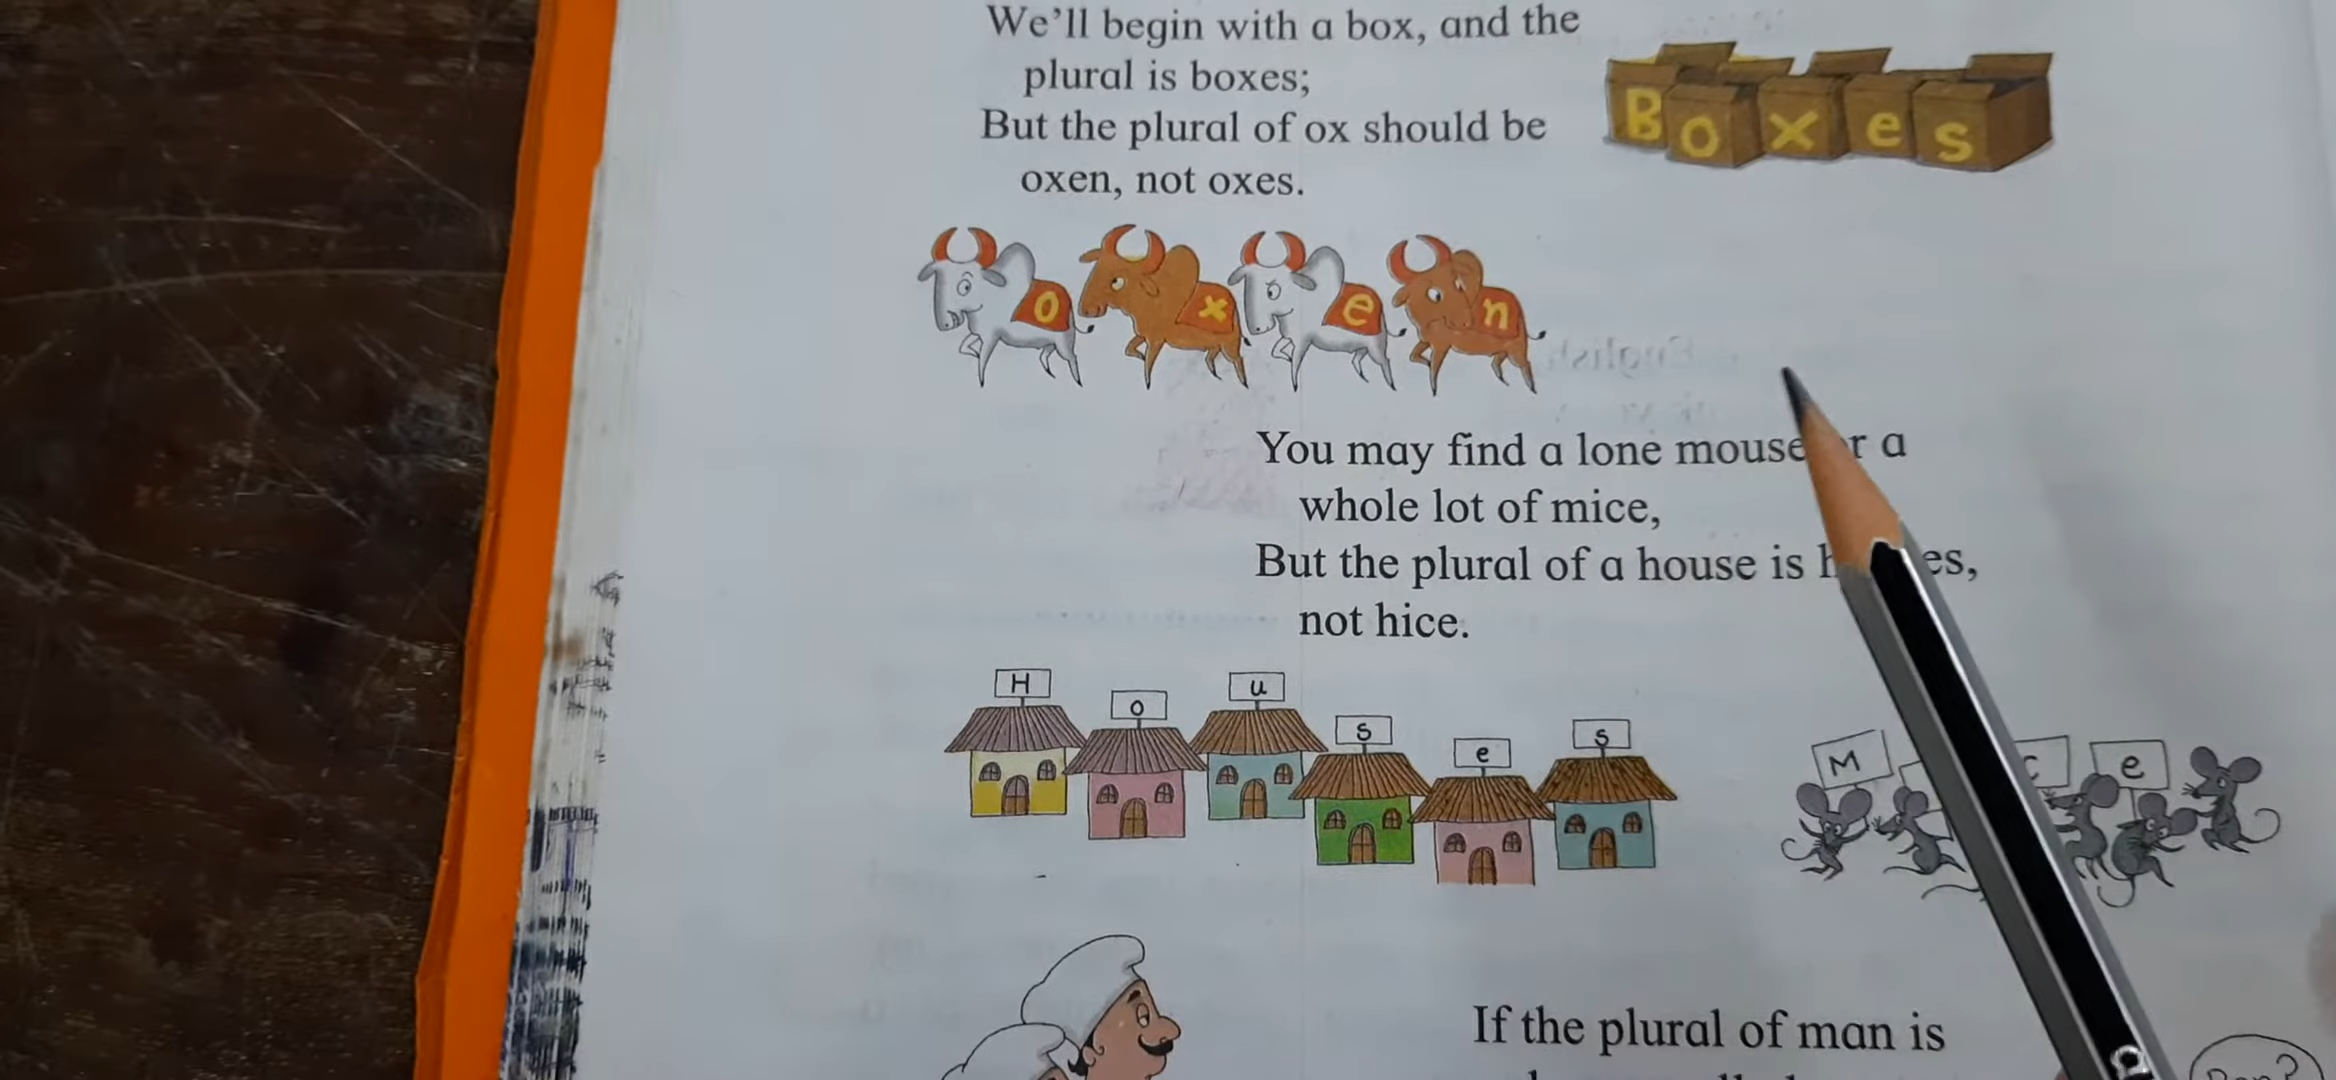 We'll begin with a box, and the
plural is boxes;
But the plural of ox should be
oxen, not oxes.
B o x e s
o x e n
You may find a lone mouse r a
whole lot of mice,
But the plural of a house is h es,
not hice.
H o u s e s
M c e
If the plural of man is